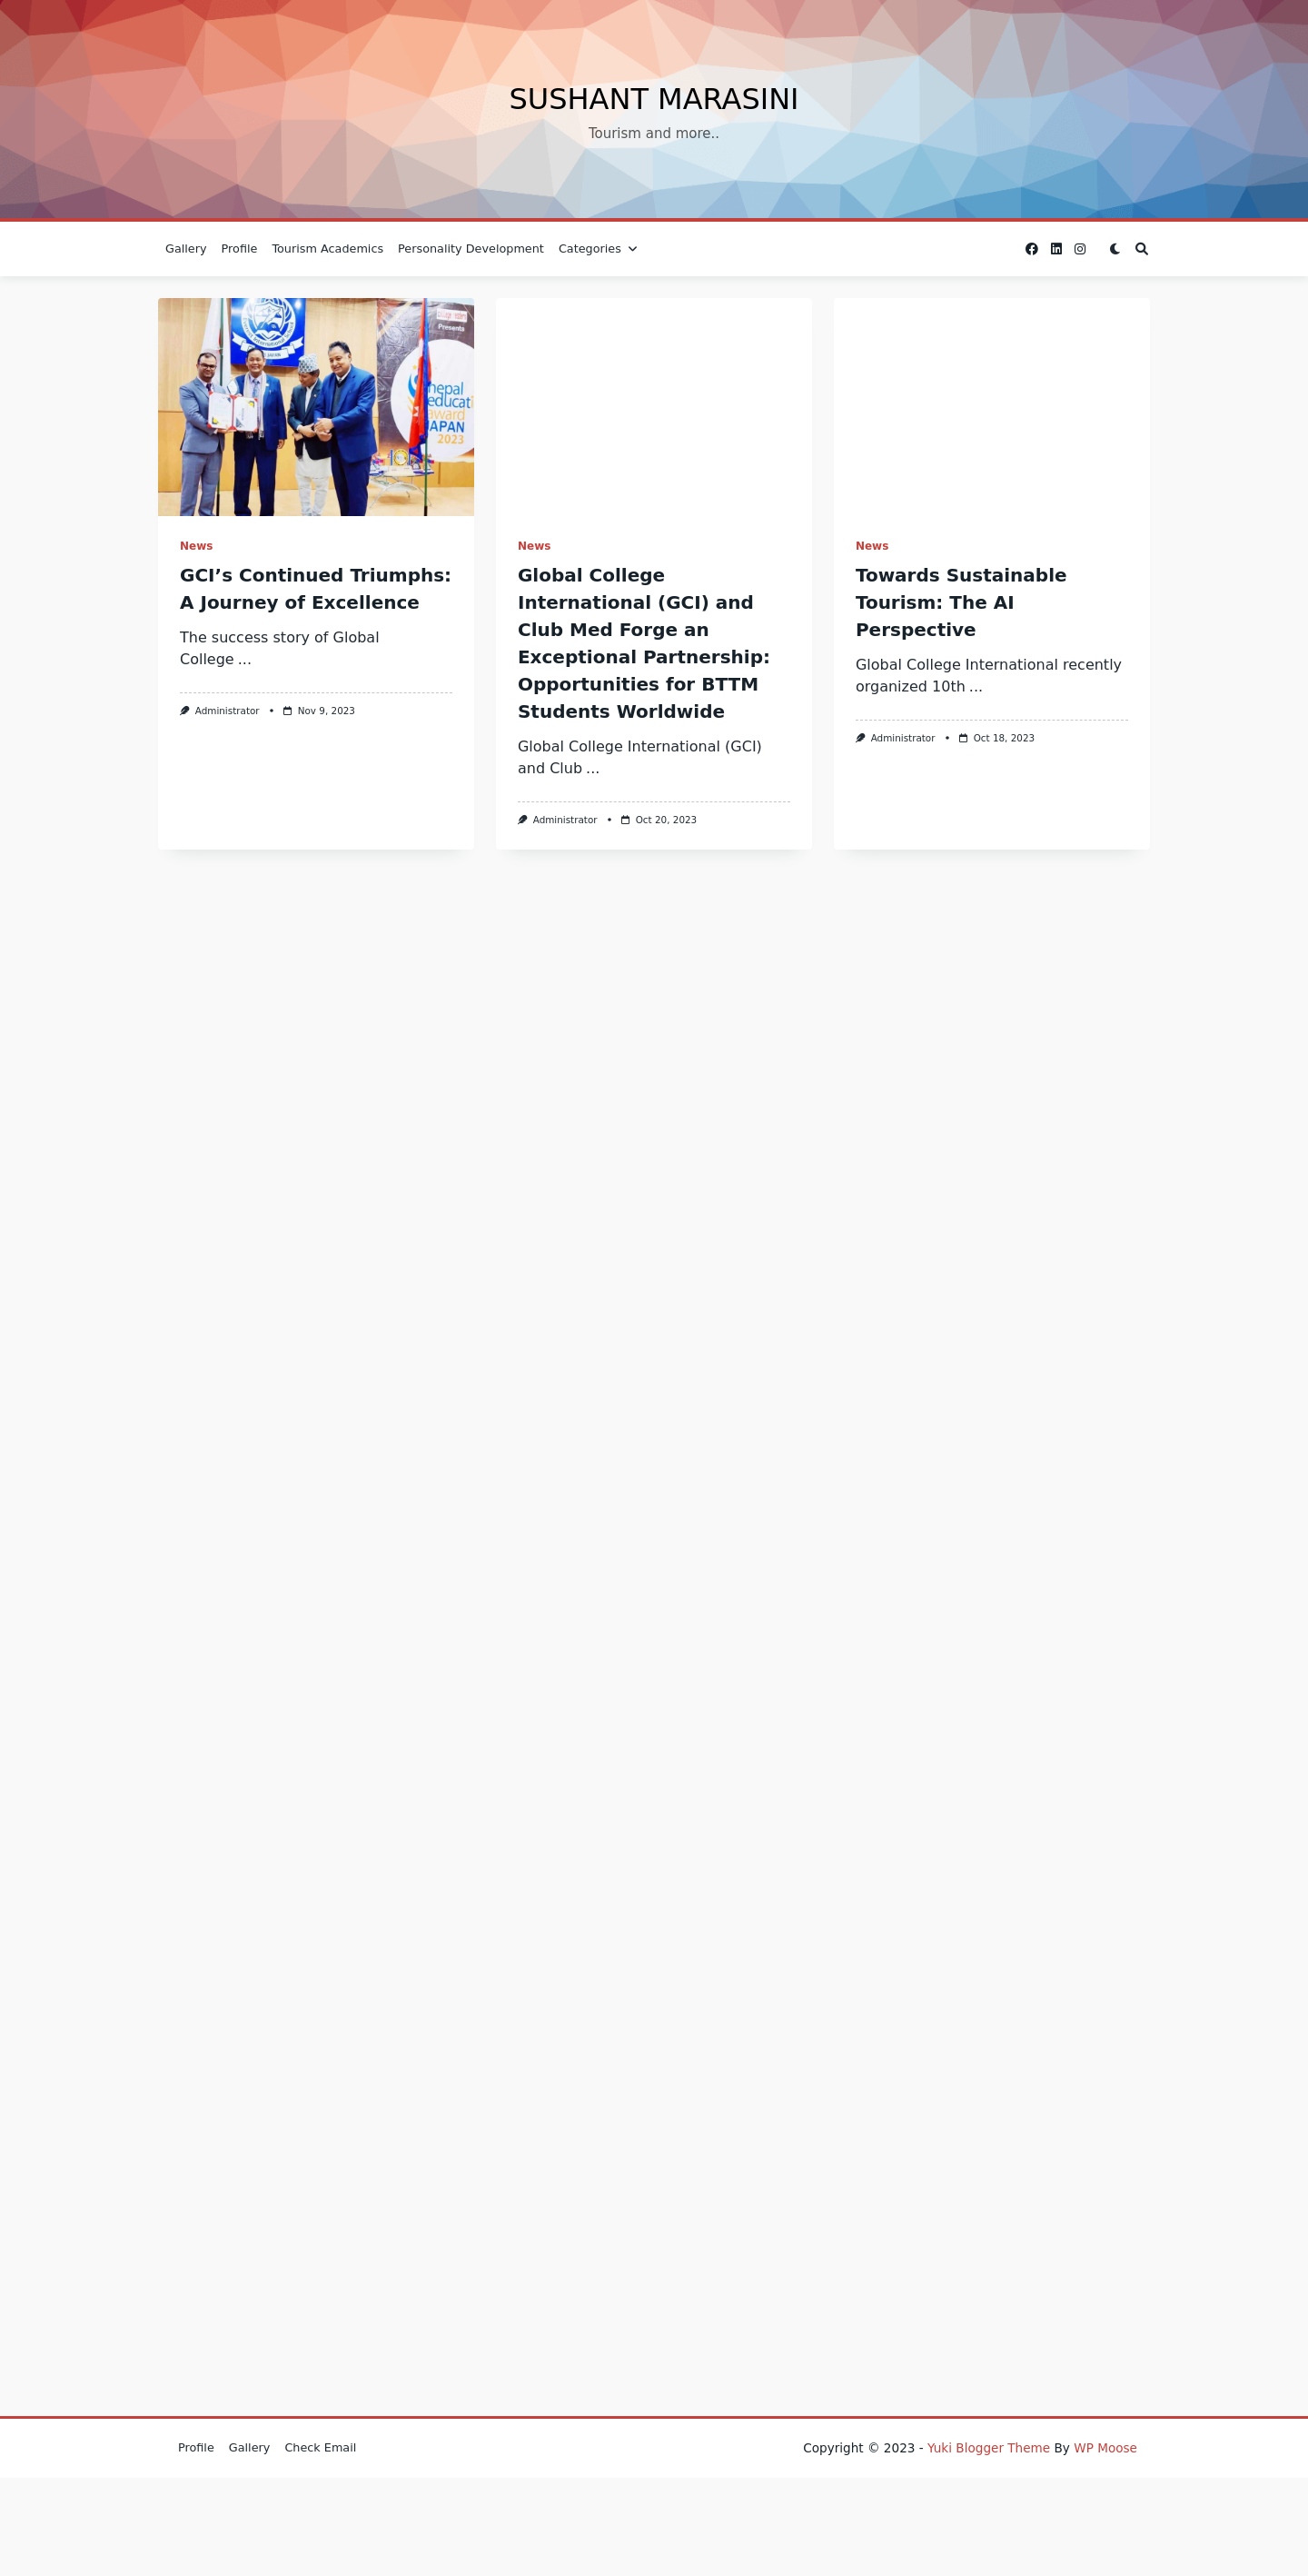 SUSHANT MARASINI
Tourism and more..
Gallery Profile Tourism Academics Personality Development Categories
Presents
nepal
educati
award
JAPAN
2023
News
GCI’s Continued Triumphs:
A Journey of Excellence
The success story of Global
College ...
Administrator • Nov 9, 2023
News
Global College
International (GCI) and
Club Med Forge an
Exceptional Partnership:
Opportunities for BTTM
Students Worldwide
Global College International (GCI)
and Club ...
Administrator • Oct 20, 2023
News
Towards Sustainable
Tourism: The AI
Perspective
Global College International recently
organized 10th ...
Administrator • Oct 18, 2023
Profile Gallery Check Email
Copyright © 2023 - Yuki Blogger Theme By WP Moose